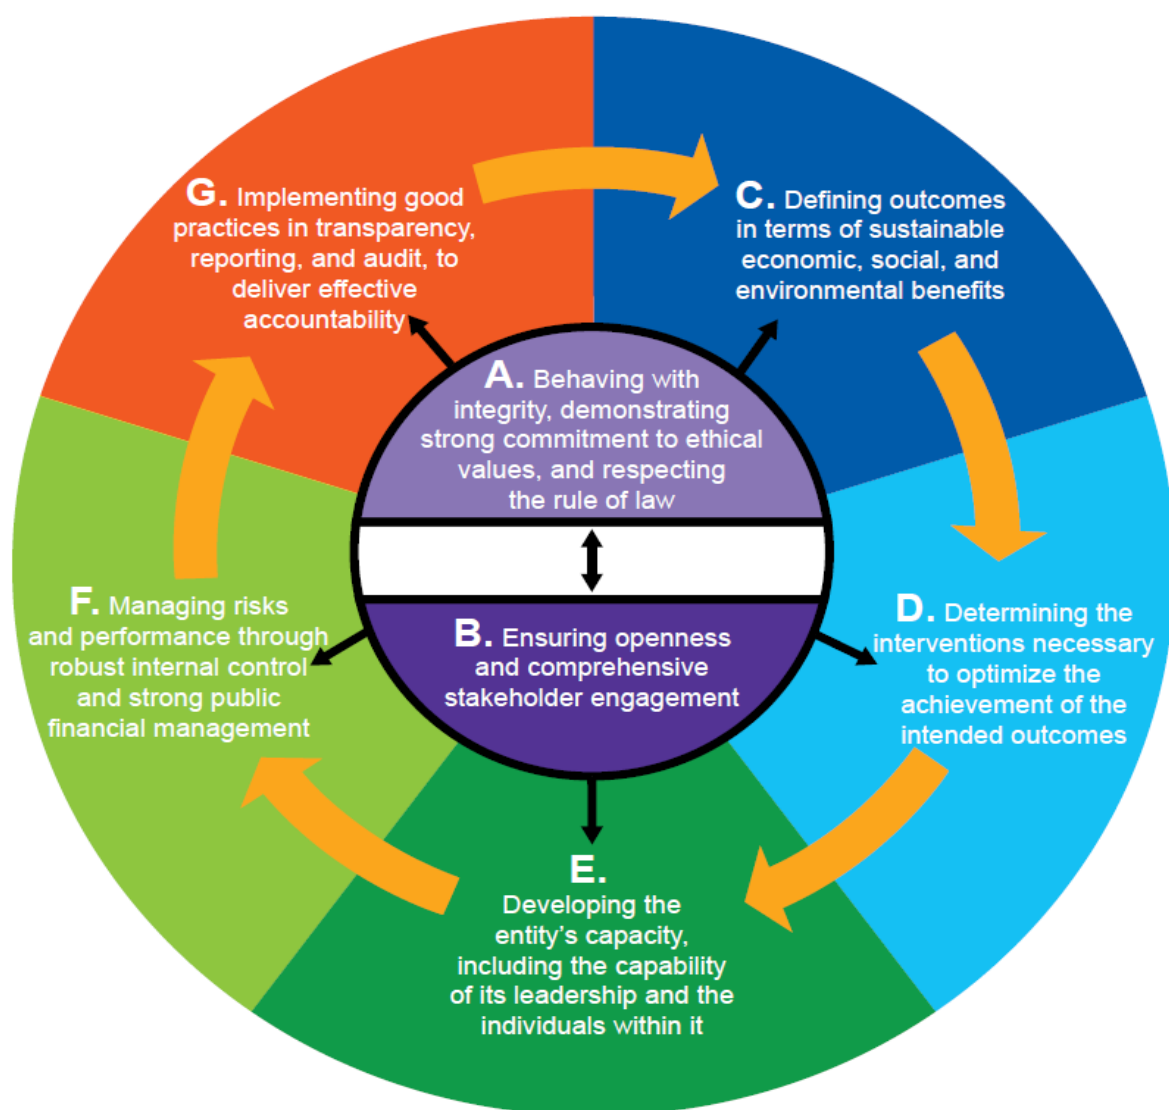 G. Implementing good
practices in transparency,
reporting, and audit, to
deliver effective
accountability
C. Defining outcomes
in terms of sustainable
economic, social, and
environmental benefits
A. Behaving with
integrity, demonstrating
strong commitment to ethical
values, and respecting
the rule of law
B. Ensuring openness
and comprehensive
stakeholder engagement
F. Managing risks
and performance through
robust internal control
and strong public
financial management
D. Determining the
interventions necessary
to optimize the
achievement of the
intended outcomes
E.
Developing the
entity’s capacity,
including the capability
of its leadership and the
individuals within it